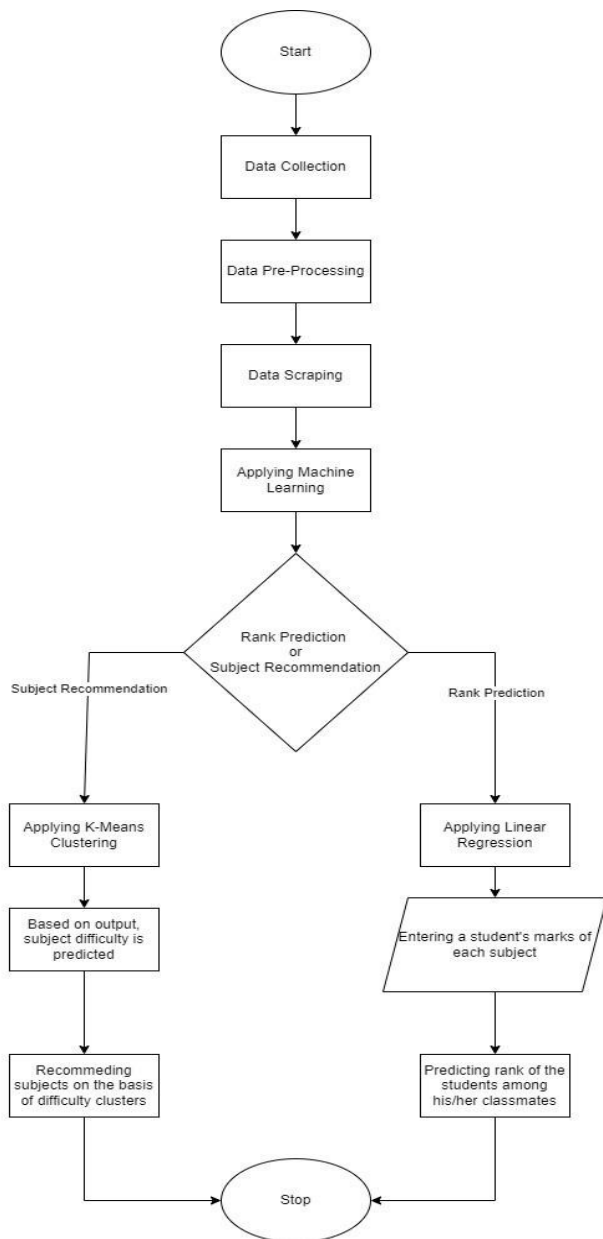 Start
Data Collection
Data Pre-Processing
Data Scraping
Applying Machine
Learning
Rank Prediction
or
Subject Recommendation
Subject Recommendation
Rank Prediction
Applying K-Means
Clustering
Based on output,
subject difficulty is
predicted
Recommeding
subjects on the basis
of difficulty clusters
Applying Linear
Regression
Entering a student's marks of
each subject
Predicting rank of the
students among
his/her classmates
Stop